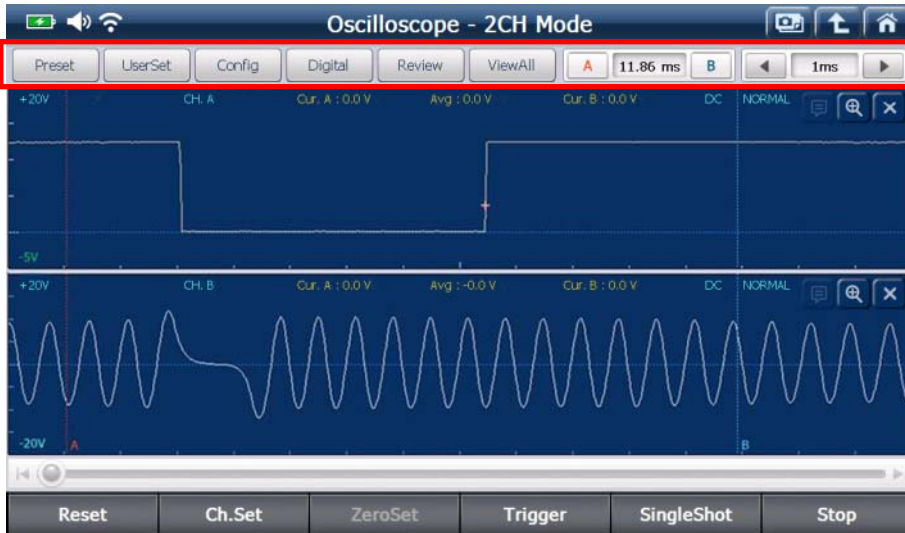 Oscilloscope - 2CH Mode
Preset UserSet Config Digital Review ViewAll A 11.86 ms B 1ms
+20V CH. A Cur. A : 0.0 V Avg : 0.0 V Cur. B : 0.0 V DC NORMAL
-5V
+20V CH. B Cur. A : 0.0 V Avg : -0.0 V Cur. B : 0.0 V DC NORMAL
-20V A B
Reset Ch.Set ZeroSet Trigger SingleShot Stop